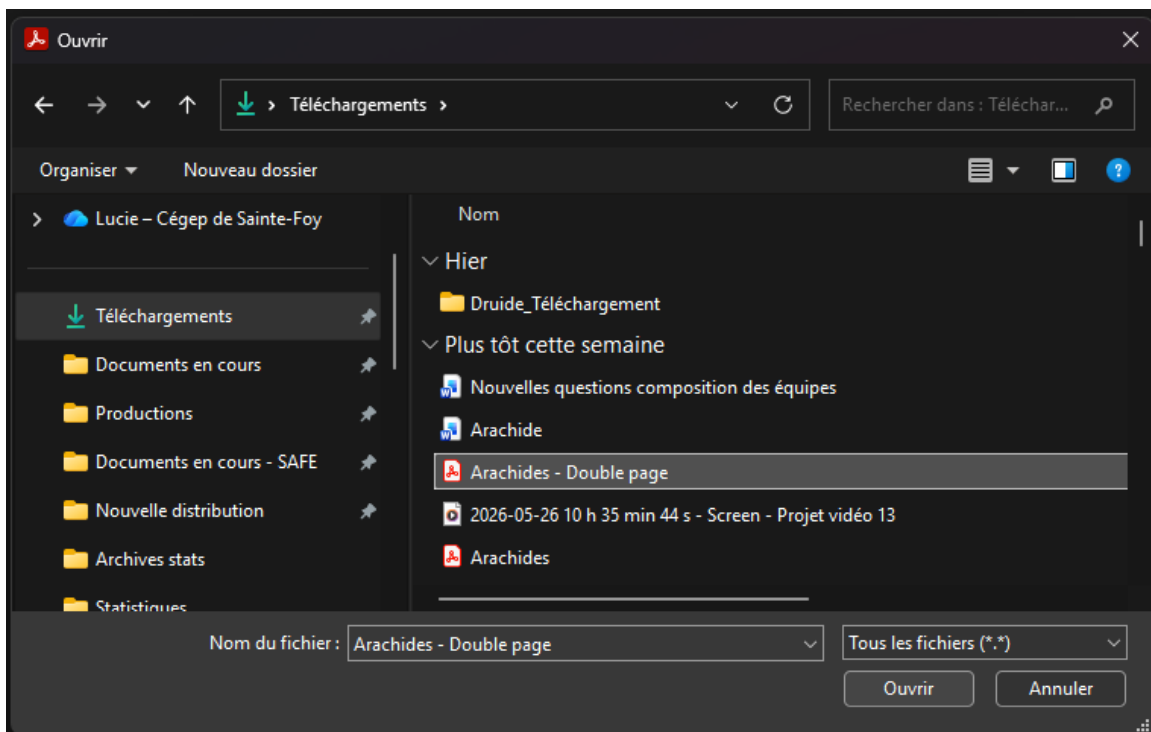 Ouvrir
Téléchargements
Rechercher dans : Téléchar...
Organiser
Nouveau dossier
Lucie – Cégep de Sainte-Foy
Téléchargements
Documents en cours
Productions
Documents en cours - SAFE
Nouvelle distribution
Archives stats
Statistiques
Nom
Hier
Druide_Téléchargement
Plus tôt cette semaine
Nouvelles questions composition des équipes
Arachide
Arachides - Double page
2026-05-26 10 h 35 min 44 s - Screen - Projet vidéo 13
Arachides
Nom du fichier : Arachides - Double page
Tous les fichiers (*.*)
Ouvrir
Annuler